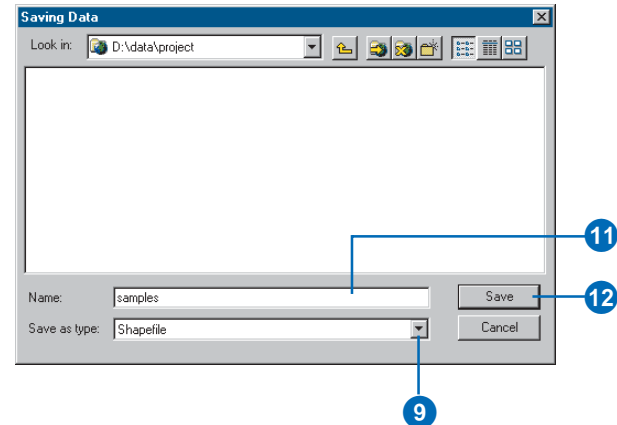 Saving Data
Look in: D:\data\project
11
Name: samples Save
12
Save as type: Shapefile Cancel
9